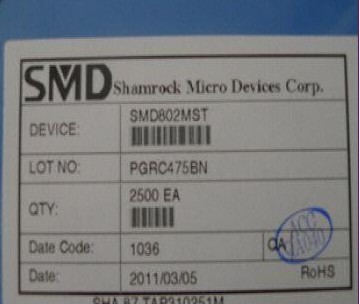 SMD Shamrock Micro Devices Corp.
DEVICE: SMD802MST
LOT NO: PGRC475BN
QTY: 2500 EA
Date Code: 1036 QA ACC
Date: 2011/03/05 RoHS